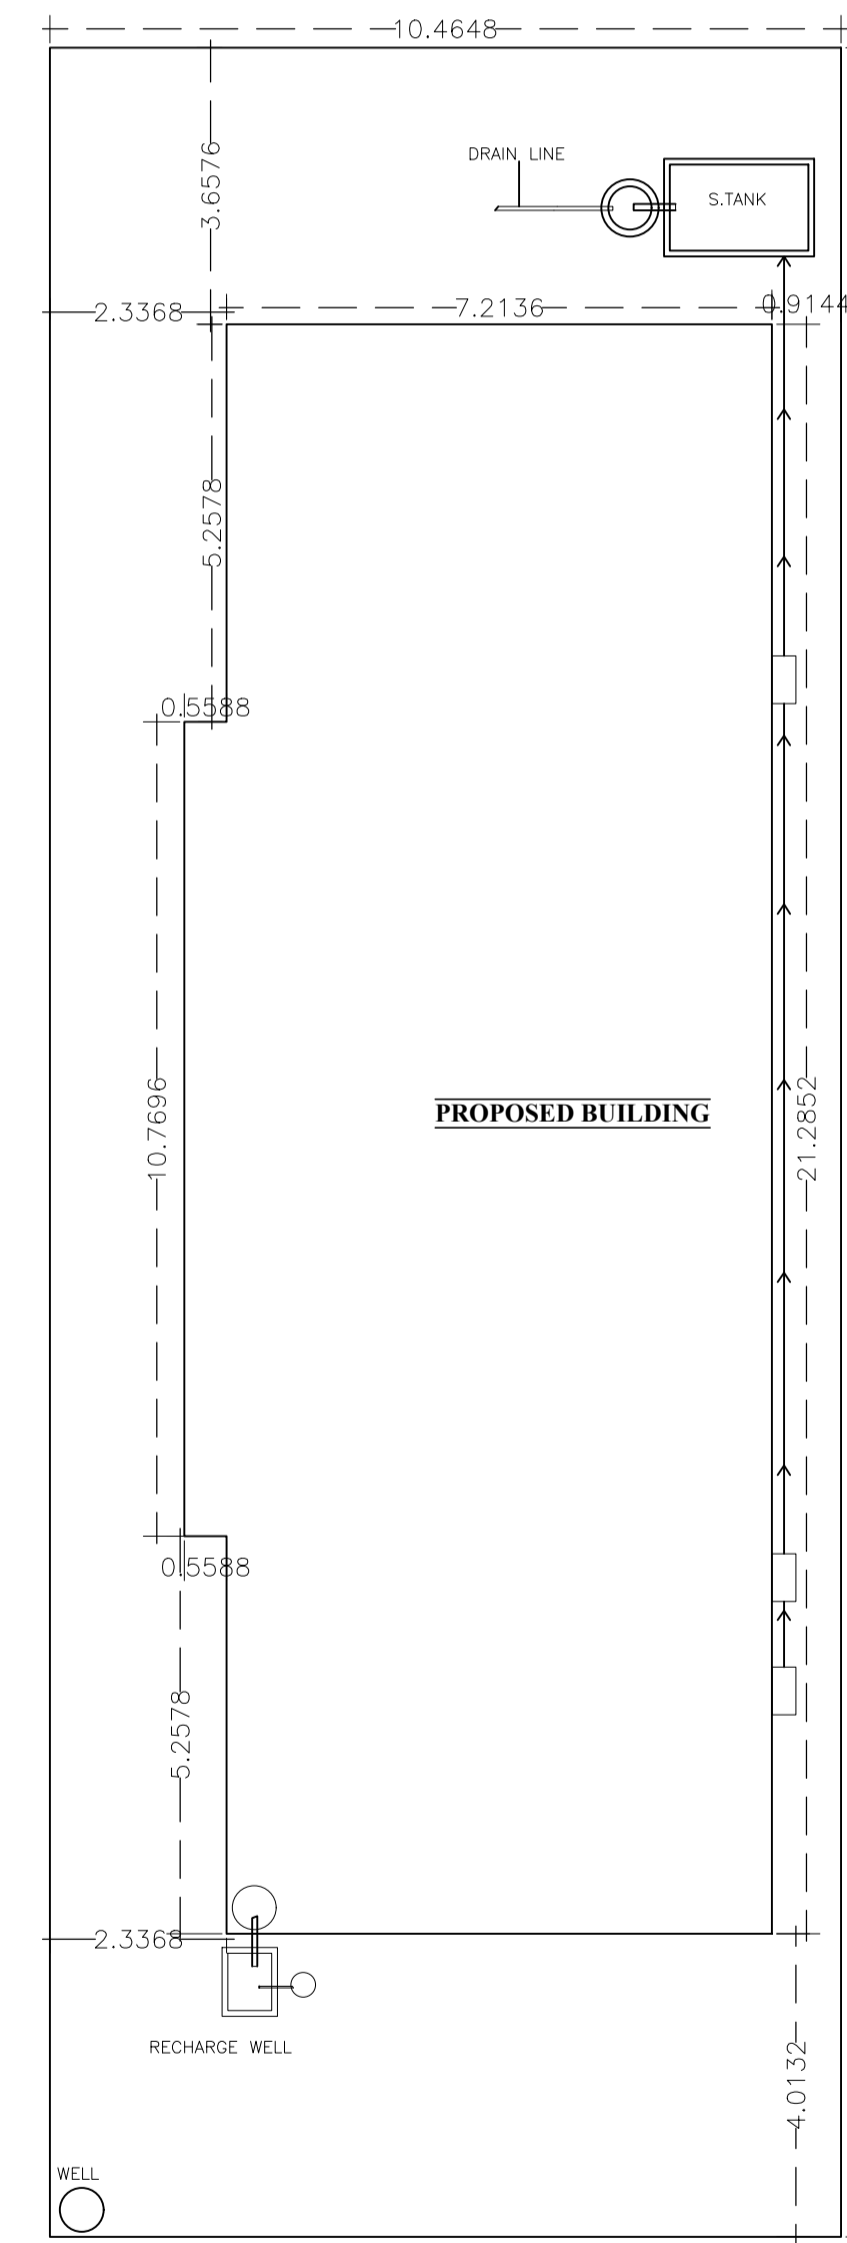 10.4648
3.6576
DRAIN LINE
S.TANK
2.3368
7.2136
0.9144
5.2578
0.5588
10.7696
PROPOSED BUILDING
21.2852
0.5588
5.2578
2.3368
RECHARGE WELL
4.0132
WELL